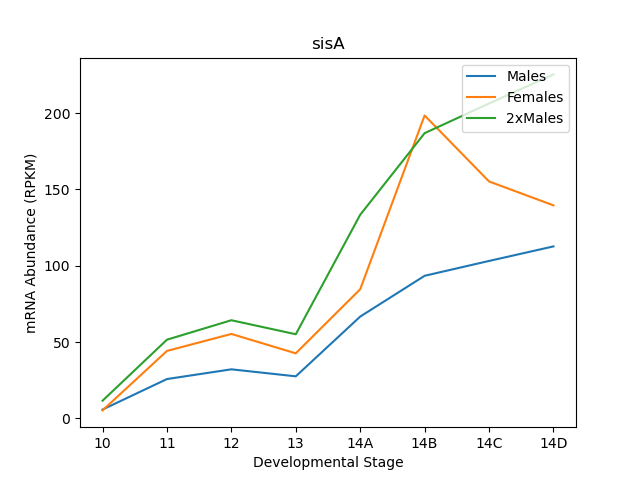 sisA
Males
Females
2xMales
mRNA Abundance (RPKM)
200
150
100
50
0
10 11 12 13 14A 14B 14C 14D
Developmental Stage